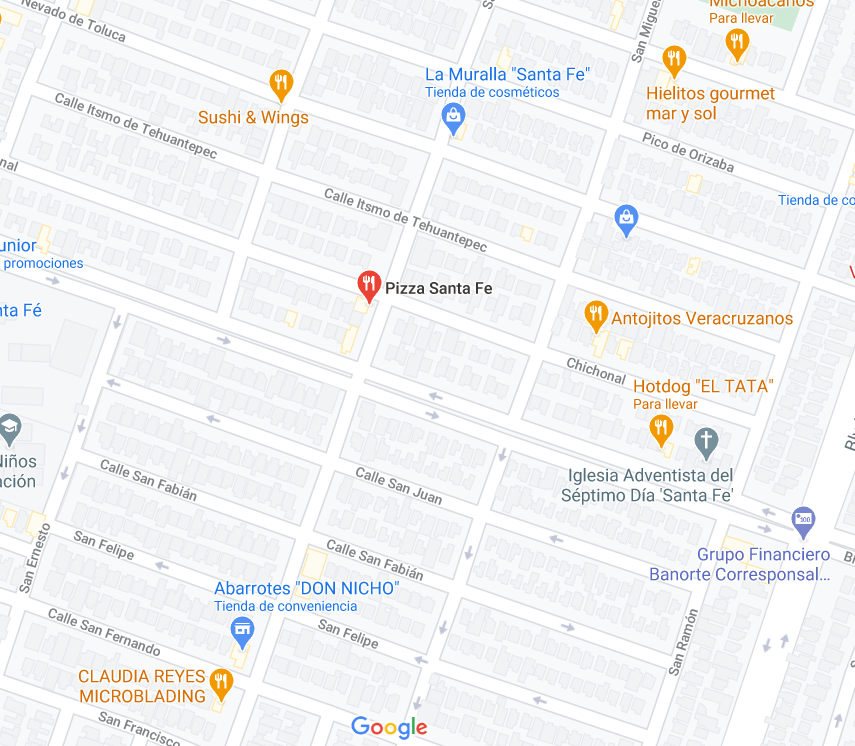 Nevado de Toluca
San Migue
Michoacanos
Para llevar
La Muralla "Santa Fe"
Tienda de cosméticos
Hielitos gourmet
mar y sol
Sushi & Wings
Calle Itsmo de Tehuantepec
Pico de Orizaba
nal
Calle Itsmo de Tehuantepec
Tienda de co
unior
promociones
Pizza Santa Fe
nta Fé
Antojitos Veracruzanos
Chichonal
Hotdog "EL TATA"
Para llevar
Niños
ación
Calle San Fabián
Calle San Juan
Iglesia Adventista del
Séptimo Día 'Santa Fe'
San Ernesto
San Felipe
Calle San Fabián
Grupo Financiero
Banorte Corresponsal...
Abarrotes "DON NICHO"
Tienda de conveniencia
Calle San Fernando
San Felipe
San Ramón
CLAUDIA REYES
MICROBLADING
San Francisco
Google